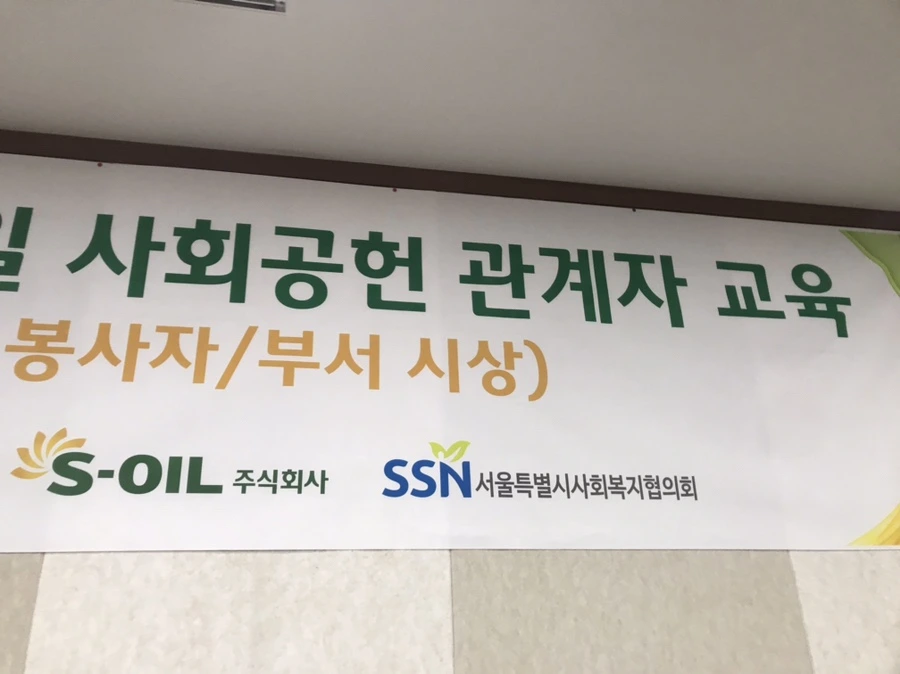 일 사회공헌 관계자 교육
봉사자/부서 시상)
S-OIL 주식회사
SSN 서울특별시사회복지협의회